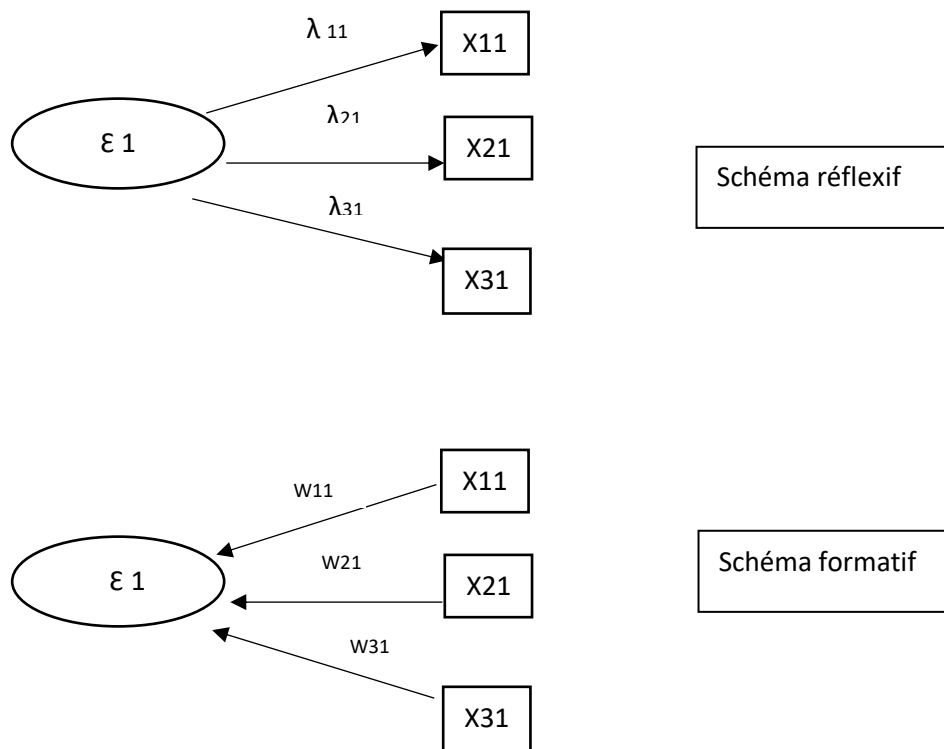 λ 11
X11
Ɛ 1
λ21
X21
Schéma réflexif
λ31
X31
X11
W11
Ɛ 1
W21
X21
Schéma formatif
W31
X31